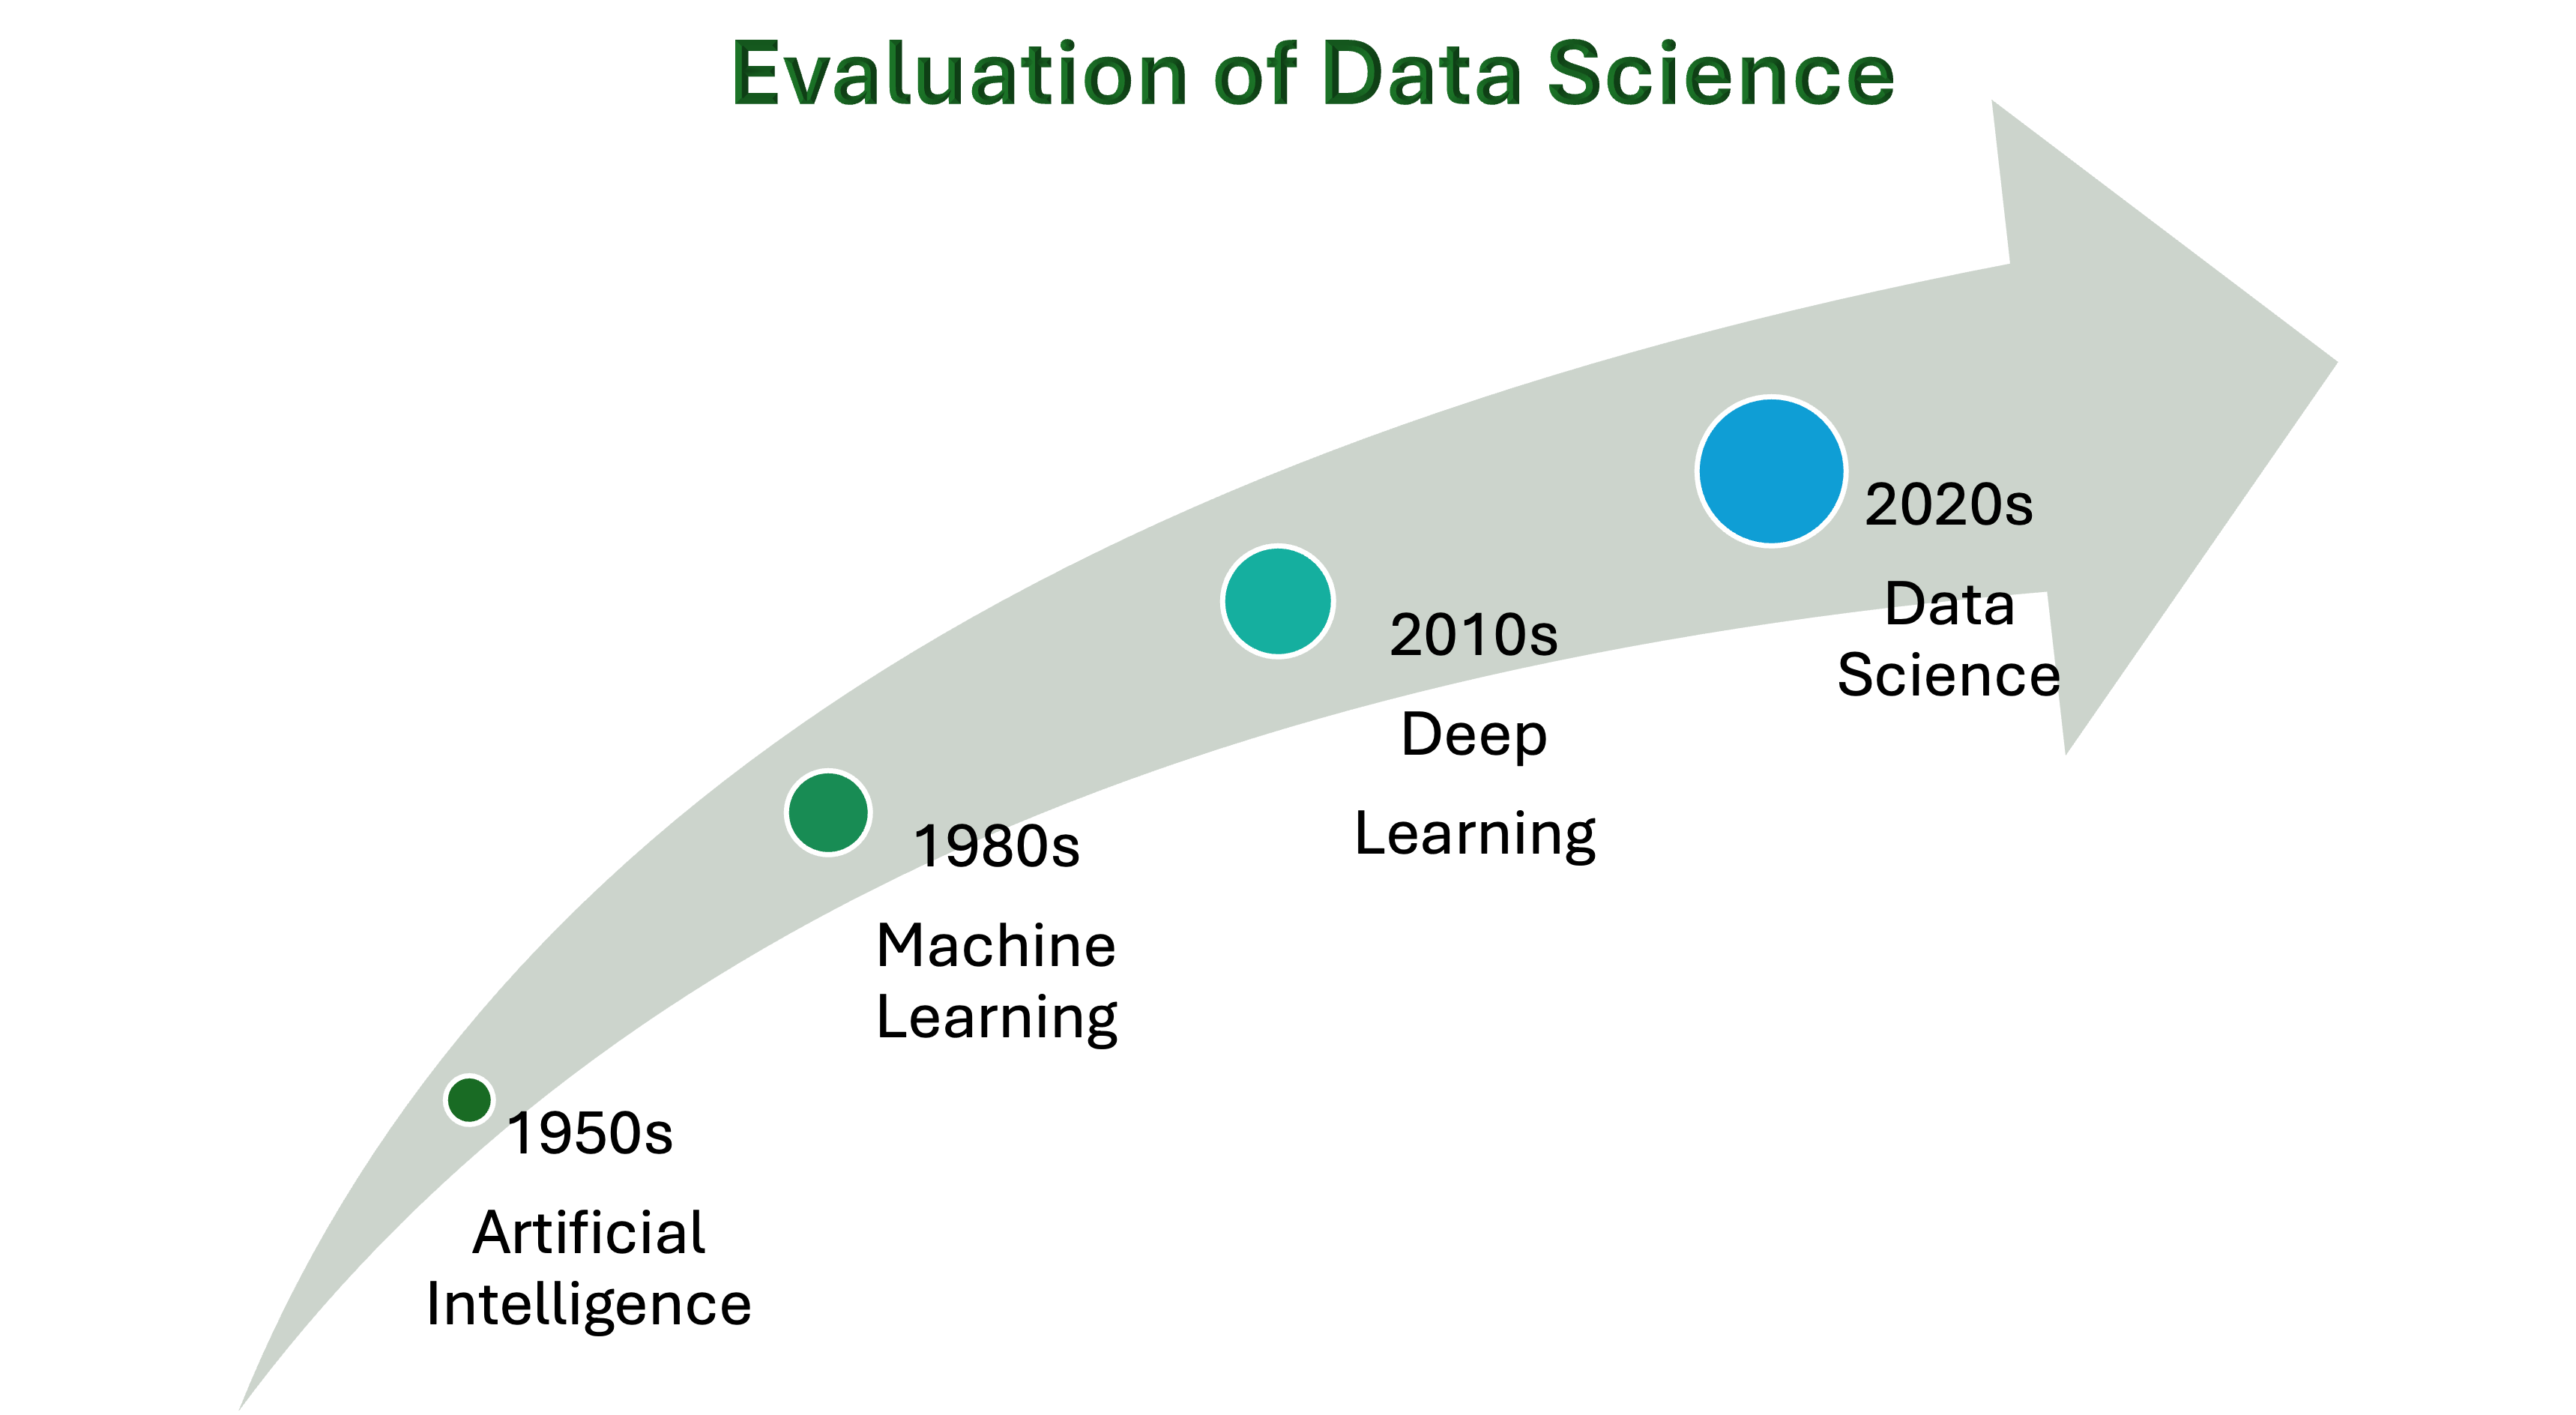 Evaluation of Data Science
1950s
Artificial
Intelligence
1980s
Machine
Learning
2010s
Deep
Learning
2020s
Data
Science